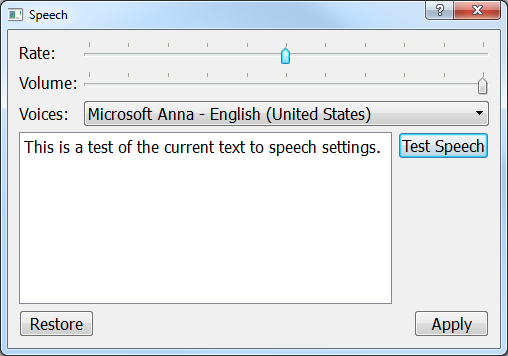 Speech
Rate:
Volume:
Voices: Microsoft Anna - English (United States)
This is a test of the current text to speech settings.
Test Speech
Restore
Apply